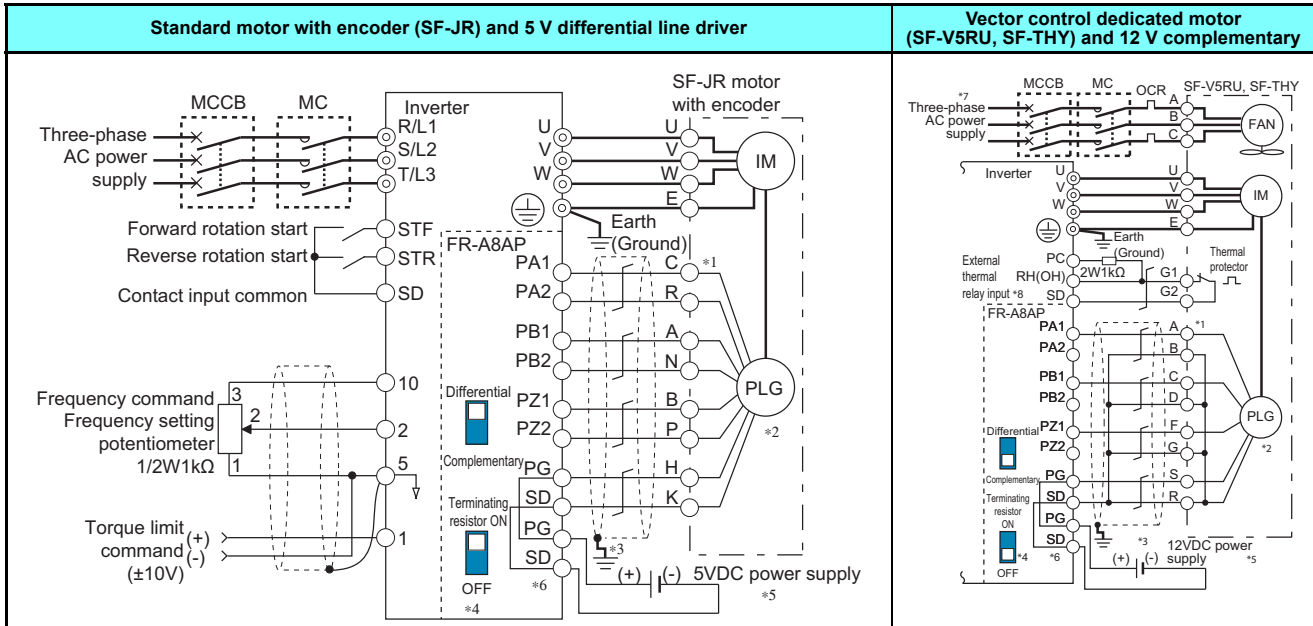 Standard motor with encoder (SF-JR) and 5 V differential line driver
MCCB
MC
Inverter
SF-JR motor
with encoder
Three-phase
AC power
supply
R/L1
S/L2
T/L3
U
V
W
U
V
W
E
IM
Earth
(Ground)
Forward rotation start
Reverse rotation start
Contact input common
STF
STR
SD
FR-A8AP
PA1
PA2
PB1
PB2
PZ1
PZ2
PG
SD
PG
SD
C
R
A
N
B
P
H
K
*1
PLG
*2
Differential
Complementary
Terminating
resistor ON
OFF
*4
*3
*6
Frequency command
Frequency setting
potentiometer
1/2W1kΩ
3
2
1
10
2
5
1
Torque limit
command
(±10V)
(+)
(-)
(+)
(-)
5VDC power supply
*5
Vector control dedicated motor
(SF-V5RU, SF-THY) and 12 V complementary
MCCB
MC
OCR
SF-V5RU, SF-THY
*7
Three-phase
AC power
supply
A
B
C
FAN
Inverter
U
V
W
U
V
W
E
IM
Earth
(Ground)
External
thermal
relay input *8
PC
RH(OH)
SD
2W1kΩ
G1
G2
Thermal
protector
FR-A8AP
PA1
PA2
PB1
PB2
PZ1
PZ2
PG
SD
PG
SD
A
B
C
D
F
G
S
R
*1
PLG
*2
Differential
Complementary
Terminating
resistor
ON
OFF
*4
*3
*6
(+)
(-)
12VDC power
supply
*5